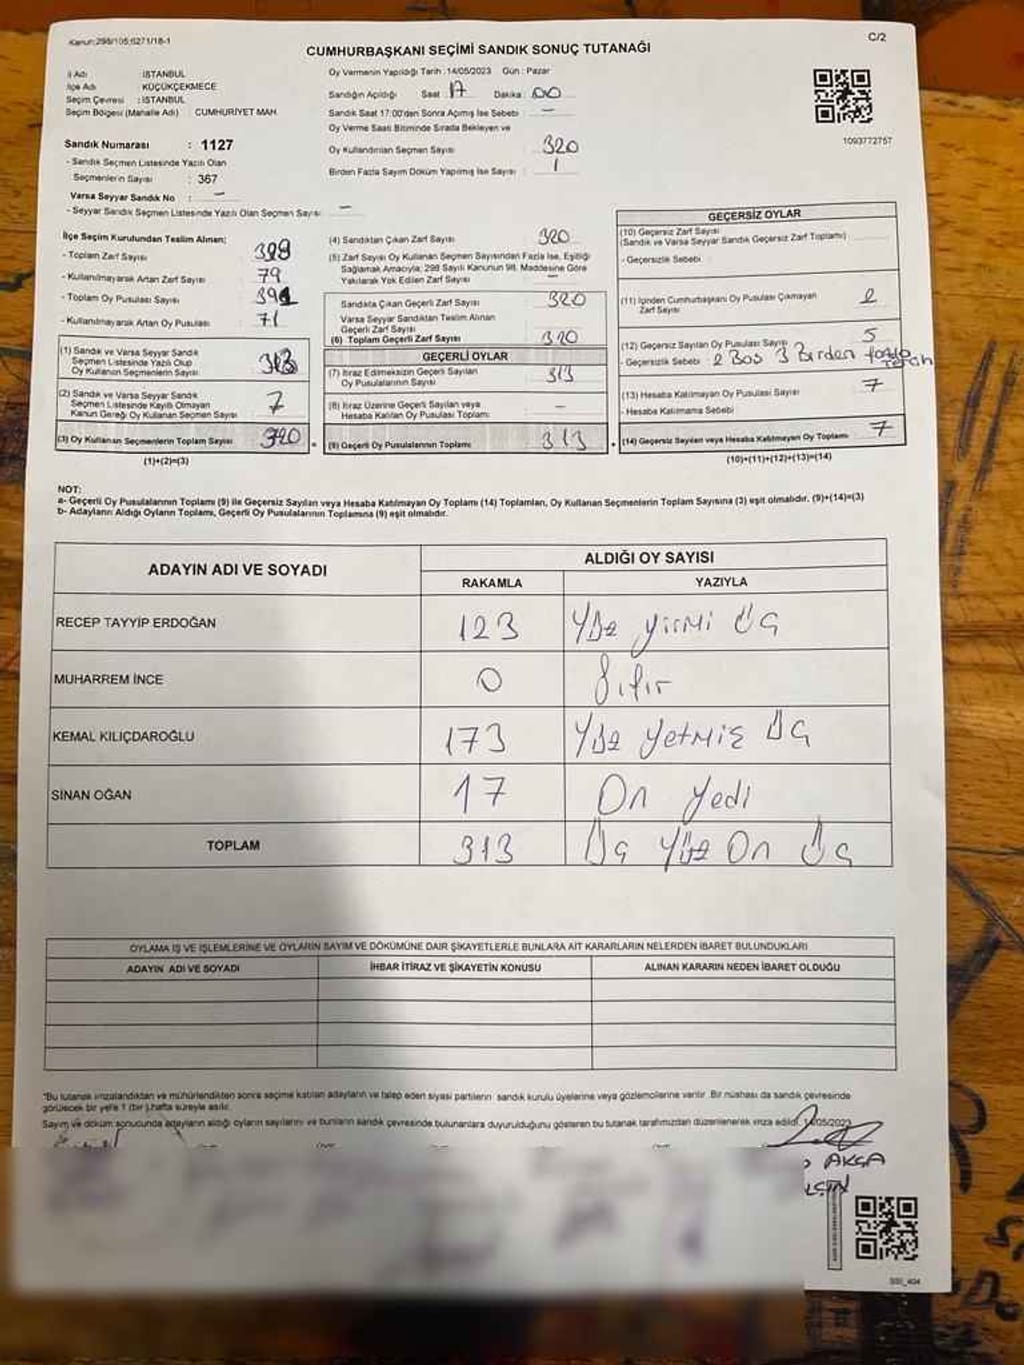 Kanun:298/105;6271/18-1
C/2
CUMHURBAŞKANI SEÇİMİ SANDIK SONUÇ TUTANAĞI
İl Adı İSTANBUL
İlçe Adı KÜÇÜKÇEKMECE
Seçim Çevresi : İSTANBUL
Seçim Bölgesi (Mahalle Adı) CUMHURİYET MAH.
Sandık Numarası : 1127
- Sandık Seçmen Listesinde Yazılı Olan
Seçmenlerin Sayısı : 367
Varsa Seyyar Sandık No : —
- Seyyar Sandık Seçmen Listesinde Yazılı Olan Seçmen Sayısı —
Oy Vermenin Yapıldığı Tarih : 14/05/2023 Gün : Pazar
Sandığın Açıldığı Saat : 17 Dakika : 00
Sandık Saat 17:00'den Sonra Açılmış İse Sebebi : —
Oy Verme Saati Bitiminde Sırada Bekleyen ve
Oy Kullandırılan Seçmen Sayısı : 320
Birden Fazla Sayım Döküm Yapılmış İse Sayısı : 1
1093772757
İlçe Seçim Kurulundan Teslim Alınan;
- Toplam Zarf Sayısı
- Kullanılmayarak Artan Zarf Sayısı : 79
- Toplam Oy Pusulası Sayısı
- Kullanılmayarak Artan Oy Pusulası : 71
(1) Sandık ve Varsa Seyyar Sandık
Seçmen Listesinde Yazılı Olup
Oy Kullanan Seçmenlerin Sayısı 313
(2) Sandık ve Varsa Seyyar Sandık
Seçmen Listesinde Kayıtlı Olmayan
Kanun Gereği Oy Kullanan Seçmen Sayısı 7
(3) Oy Kullanan Seçmenlerin Toplam Sayısı 320
(1)+(2)=(3)
(4) Sandıktan Çıkan Zarf Sayısı 320
(5) Zarf Sayısı Oy Kullanan Seçmen Sayısından Fazla İse, Eşitliği
Sağlamak Amacıyla; 298 Sayılı Kanunun 98. Maddesine Göre
Yakılarak Yok Edilen Zarf Sayısı —
Sandıkta Çıkan Geçerli Zarf Sayısı 320
Varsa Seyyar Sandıktan Teslim Alınan
Geçerli Zarf Sayısı
(6) Toplam Geçerli Zarf Sayısı 320
GEÇERLİ OYLAR
(7) İtiraz Edilmeksizin Geçerli Sayılan
Oy Pusulalarının Sayısı 313
(8) İtiraz Üzerine Geçerli Sayılan veya
Hesaba Katılan Oy Pusulası Toplamı —
(9) Geçerli Oy Pusulalarının Toplamı 313
GEÇERSİZ OYLAR
(10) Geçersiz Zarf Sayısı
(Sandık ve Varsa Seyyar Sandık Geçersiz Zarf Toplamı)
- Geçersizlik Sebebi
(11) İçinden Cumhurbaşkanı Oy Pusulası Çıkmayan
Zarf Sayısı 2
(12) Geçersiz Sayılan Oy Pusulası Sayısı 5
- Geçersizlik Sebebi 2 Boş 3 Birden fazla
(13) Hesaba Katılmayan Oy Pusulası Sayısı 7
- Hesaba Katılmama Sebebi
(14) Geçersiz Sayılan veya Hesaba Katılmayan Oy Toplamı 7
(10)+(11)+(12)+(13)=(14)
NOT:
a- Geçerli Oy Pusulalarının Toplamı (9) ile Geçersiz Sayılan veya Hesaba Katılmayan Oy Toplamı (14) Toplamları, Oy Kullanan Seçmenlerin Toplam Sayısına (3) eşit olmalıdır. (9)+(14)=(3)
b- Adayların Aldığı Oyların Toplamı, Geçerli Oy Pusulalarının Toplamına (9) eşit olmalıdır.
ADAYIN ADI VE SOYADI
ALDIĞI OY SAYISI
RAKAMLA YAZIYLA
RECEP TAYYİP ERDOĞAN 123 Yüz yirmi üç
MUHARREM İNCE 0 Sıfır
KEMAL KILIÇDAROĞLU 173 Yüz Yetmiş Üç
SİNAN OĞAN 17 On Yedi
TOPLAM 313 Üç Yüz On Üç
OYLAMA İŞ VE İŞLEMLERİNE VE OYLARIN SAYIM VE DÖKÜMÜNE DAİR ŞİKAYETLERLE BUNLARA AİT KARARLARIN NELERDEN İBARET BULUNDUKLARI
ADAYIN ADI VE SOYADI İHBAR İTİRAZ VE ŞİKAYETİN KONUSU ALINAN KARARIN NEDEN İBARET OLDUĞU
*Bu tutanak imzalandıktan ve mühürlendikten sonra seçime katılan adayların ve talep eden siyasi partilerin sandık kurulu üyelerine veya gözlemcilerine verilir. Bir nüshası da sandık çevresinde
görülecek bir yere 1 (bir) hafta süreyle asılır.
Sayım ve döküm sonucunda adayların aldığı oyların sayılarını ve bunların sandık çevresinde bulunanlara duyurulduğunu gösteren bu tutanak tarafımızdan düzenlenerek imza edildi. 14/05/2023
AKÇA
SSI_404